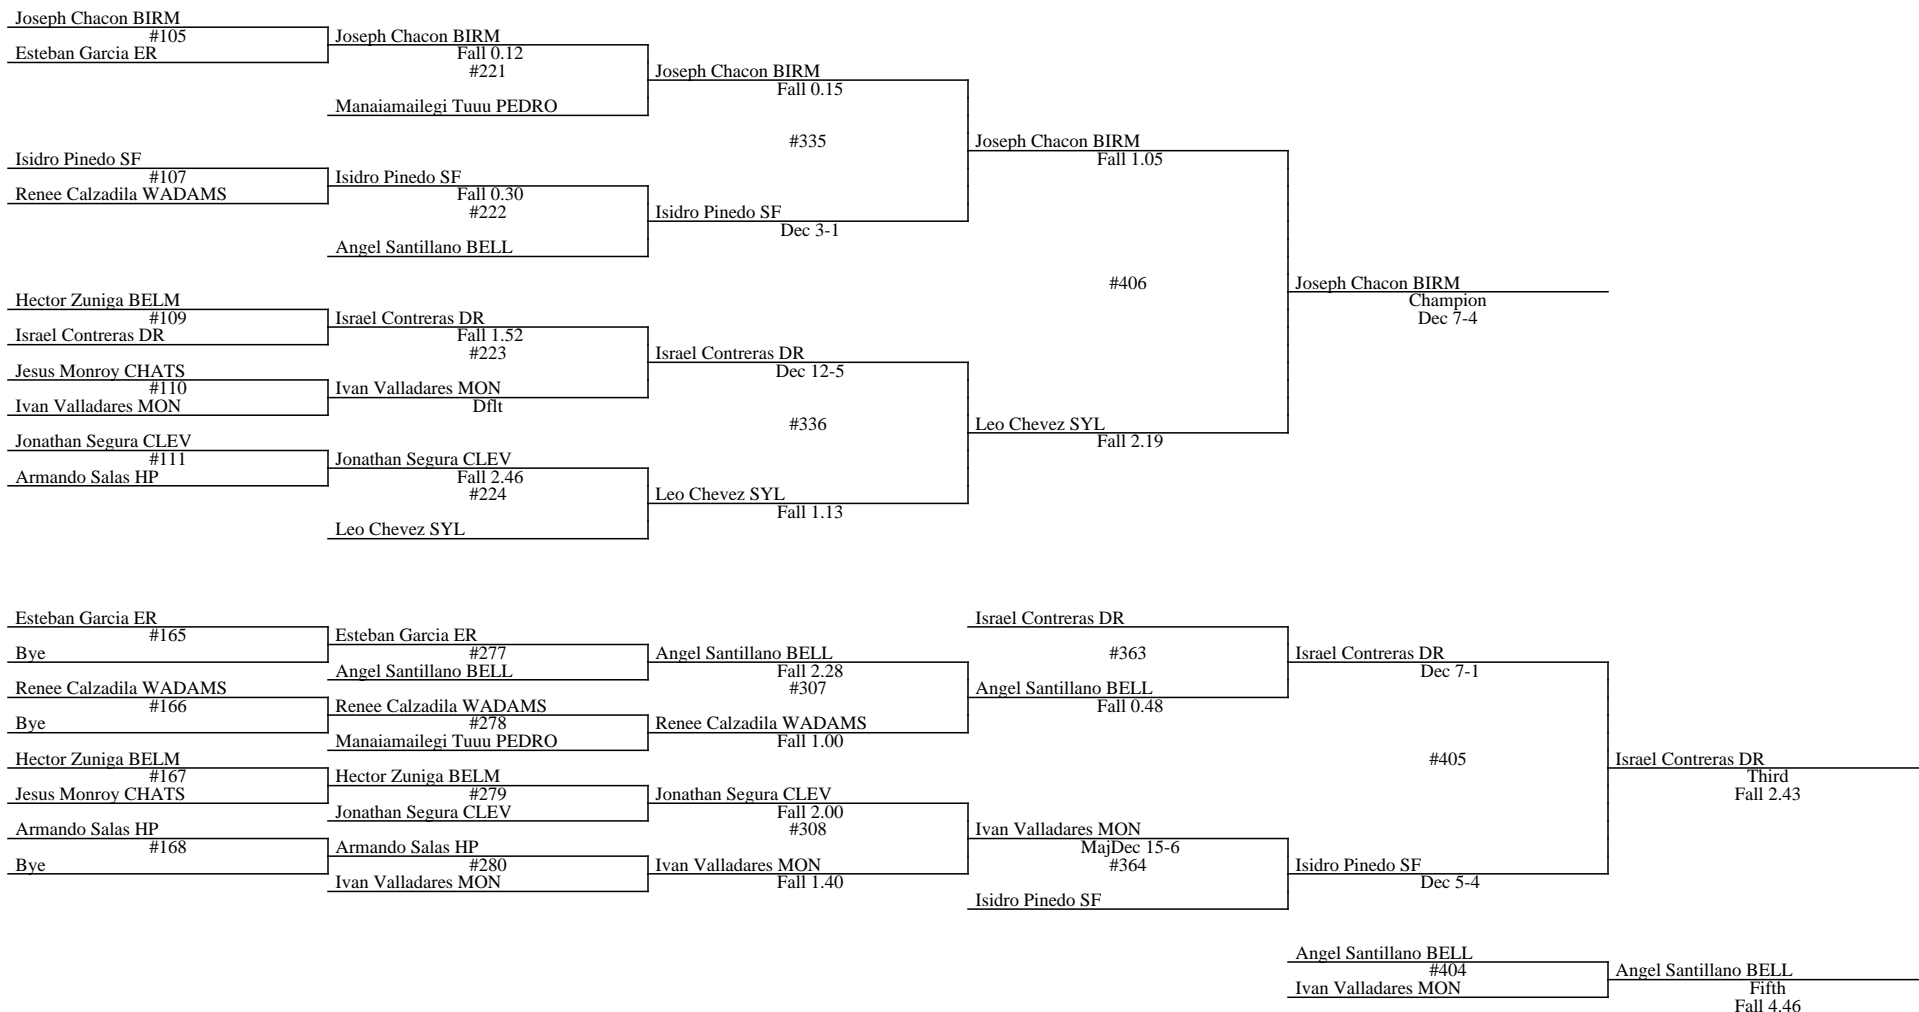 Joseph Chacon BIRM
#105
Esteban Garcia ER
Joseph Chacon BIRM
Fall 0.12
#221
Manaiamailegi Tuuu PEDRO
Joseph Chacon BIRM
Fall 0.15
Isidro Pinedo SF
#107
Renee Calzadila WADAMS
Isidro Pinedo SF
Fall 0.30
#222
Angel Santillano BELL
Isidro Pinedo SF
Dec 3-1
#335
Joseph Chacon BIRM
Fall 1.05
Hector Zuniga BELM
#109
Israel Contreras DR
Israel Contreras DR
Fall 1.52
#223
Jesus Monroy CHATS
#110
Ivan Valladares MON
Ivan Valladares MON
Dflt
Israel Contreras DR
Dec 12-5
Jonathan Segura CLEV
#111
Armando Salas HP
Jonathan Segura CLEV
Fall 2.46
#224
Leo Chevez SYL
Leo Chevez SYL
Fall 1.13
#336
Leo Chevez SYL
Fall 2.19
#406
Joseph Chacon BIRM
Champion
Dec 7-4
Esteban Garcia ER
#165
Bye
Esteban Garcia ER
#277
Angel Santillano BELL
Angel Santillano BELL
Fall 2.28
#307
Renee Calzadila WADAMS
#166
Bye
Renee Calzadila WADAMS
#278
Manaiamailegi Tuuu PEDRO
Renee Calzadila WADAMS
Fall 1.00
Israel Contreras DR
#363
Angel Santillano BELL
Fall 0.48
Israel Contreras DR
Dec 7-1
Hector Zuniga BELM
#167
Jesus Monroy CHATS
Hector Zuniga BELM
#279
Jonathan Segura CLEV
Jonathan Segura CLEV
Fall 2.00
#308
Armando Salas HP
#168
Bye
Armando Salas HP
#280
Ivan Valladares MON
Ivan Valladares MON
Fall 1.40
Ivan Valladares MON
MajDec 15-6
#364
Isidro Pinedo SF
Isidro Pinedo SF
Dec 5-4
#405
Israel Contreras DR
Third
Fall 2.43
Angel Santillano BELL
#404
Ivan Valladares MON
Angel Santillano BELL
Fifth
Fall 4.46